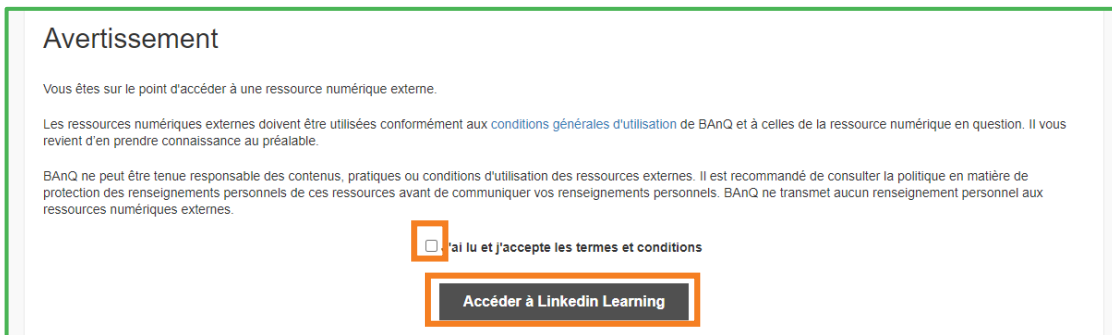 Avertissement
Vous êtes sur le point d'accéder à une ressource numérique externe.
Les ressources numériques externes doivent être utilisées conformément aux conditions générales d'utilisation de BAnQ et à celles de la ressource numérique en question. Il vous
revient d'en prendre connaissance au préalable.
BAnQ ne peut être tenue responsable des contenus, pratiques ou conditions d'utilisation des ressources externes. Il est recommandé de consulter la politique en matière de
protection des renseignements personnels de ces ressources avant de communiquer vos renseignements personnels. BAnQ ne transmet aucun renseignement personnel aux
ressources numériques externes.
J'ai lu et j'accepte les termes et conditions
Accéder à Linkedin Learning